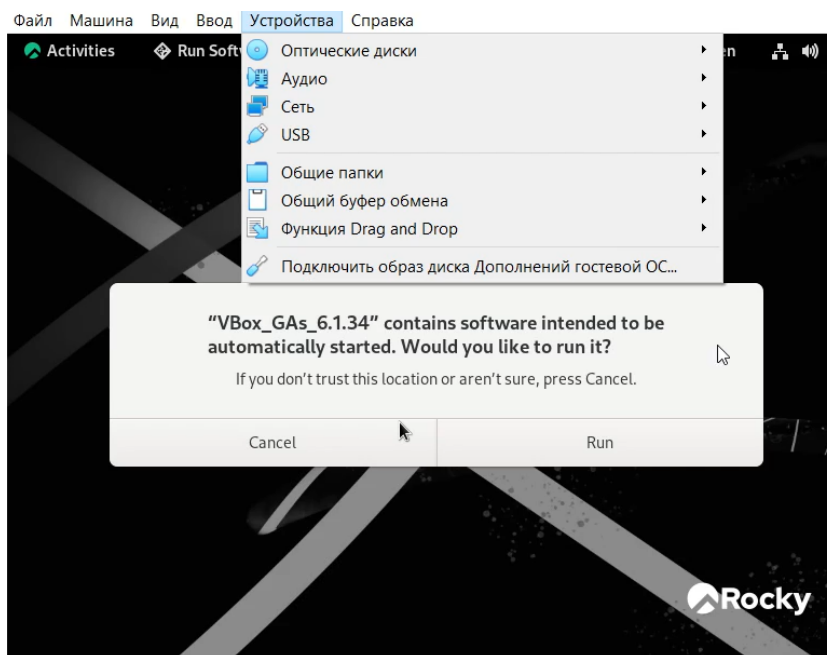 Файл Машина Вид Ввод Устройства Справка
Activities Run Soft en
Оптические диски
Аудио
Сеть
USB
Общие папки
Общий буфер обмена
Функция Drag and Drop
Подключить образ диска Дополнений гостевой ОС...
“VBox_GAs_6.1.34” contains software intended to be
automatically started. Would you like to run it?
If you don’t trust this location or aren’t sure, press Cancel.
Cancel Run
Rocky